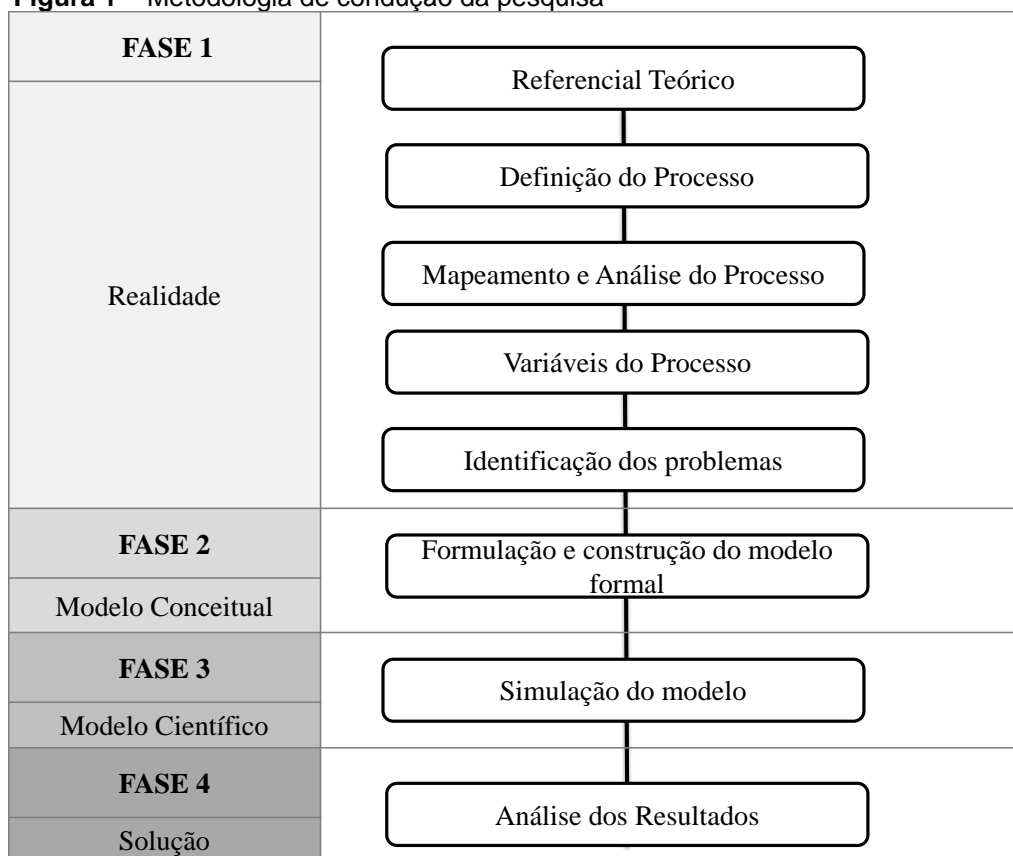 Figura 1 – Metodologia de condução da pesquisa
FASE 1
Realidade
Referencial Teórico
Definição do Processo
Mapeamento e Análise do Processo
Variáveis do Processo
Identificação dos problemas
FASE 2
Modelo Conceitual
Formulação e construção do modelo
formal
FASE 3
Modelo Científico
Simulação do modelo
FASE 4
Solução
Análise dos Resultados